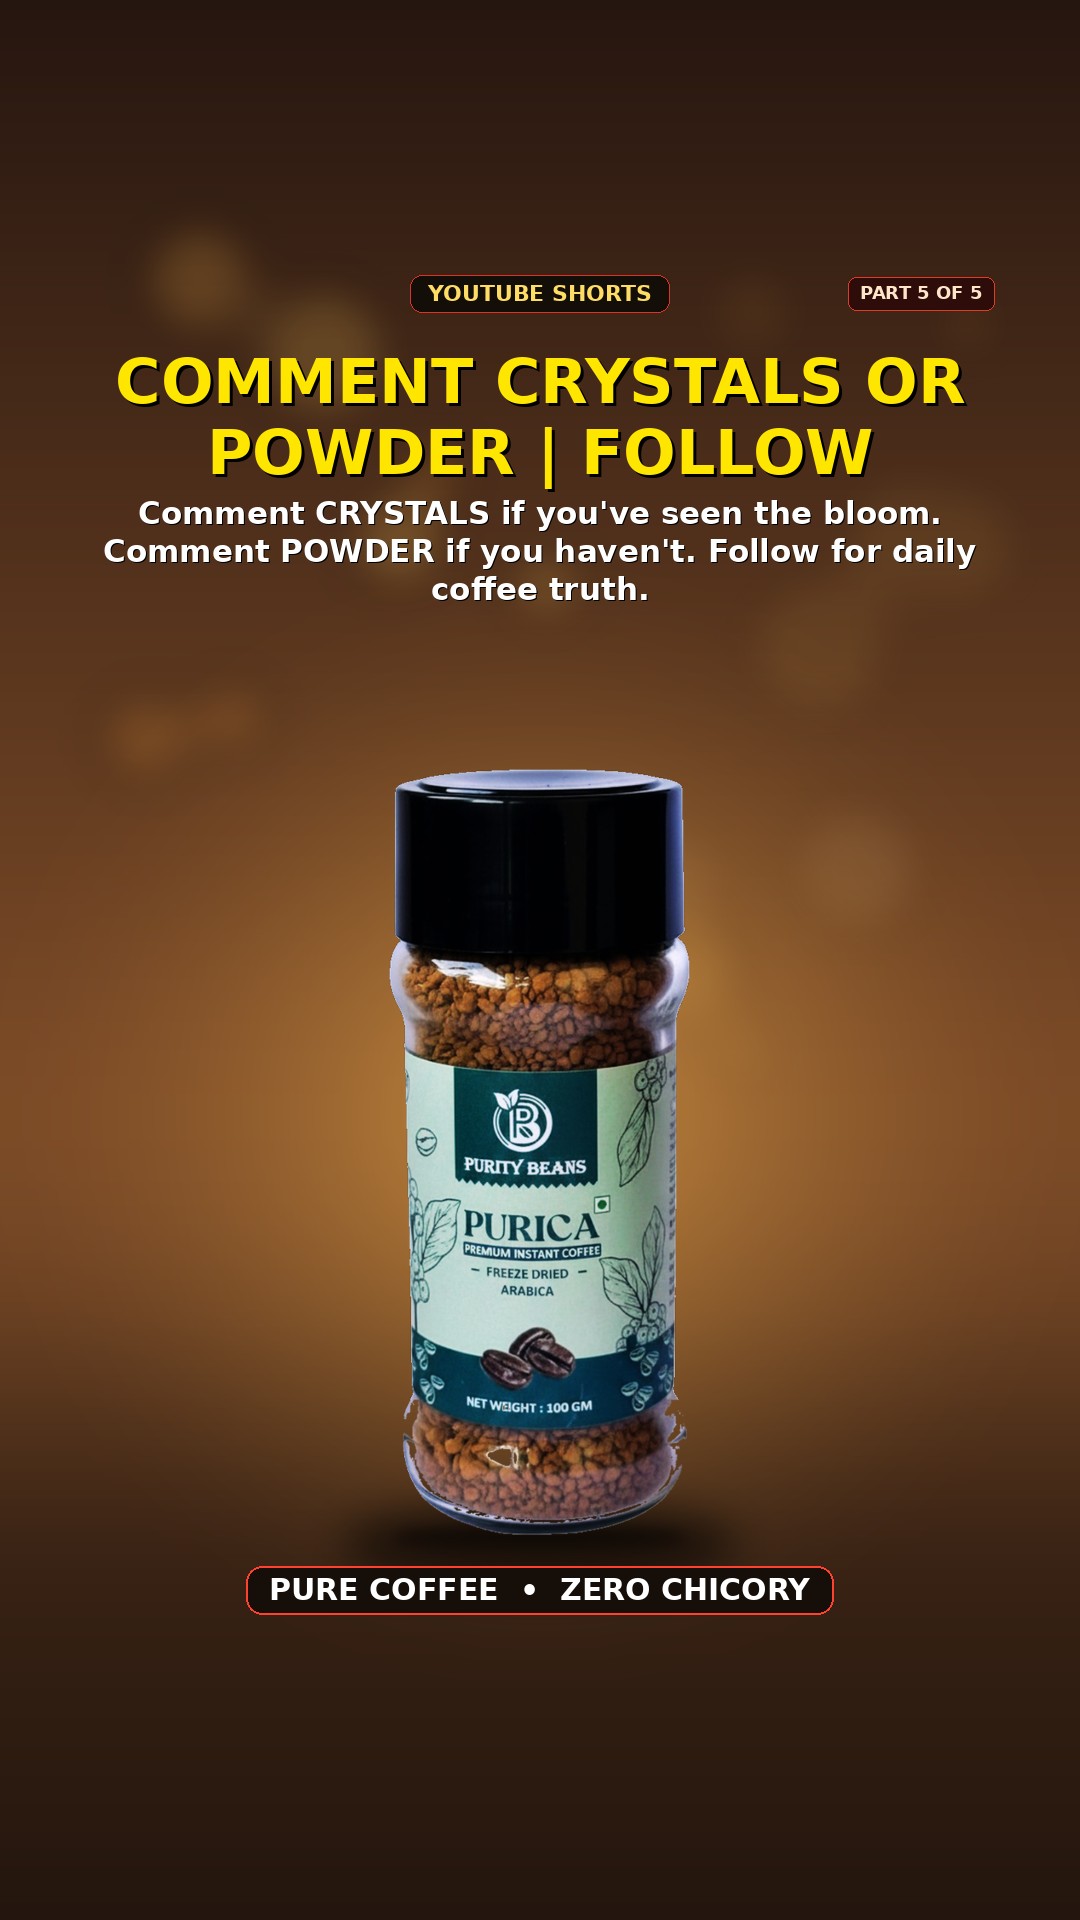 YOUTUBE SHORTS
PART 5 OF 5
COMMENT CRYSTALS OR
POWDER | FOLLOW
Comment CRYSTALS if you've seen the bloom.
Comment POWDER if you haven't. Follow for daily
coffee truth.
PURITY BEANS
PURICA
PREMIUM INSTANT COFFEE
– FREEZE DRIED –
ARABICA
NET WEIGHT : 100 GM
PURE COFFEE • ZERO CHICORY